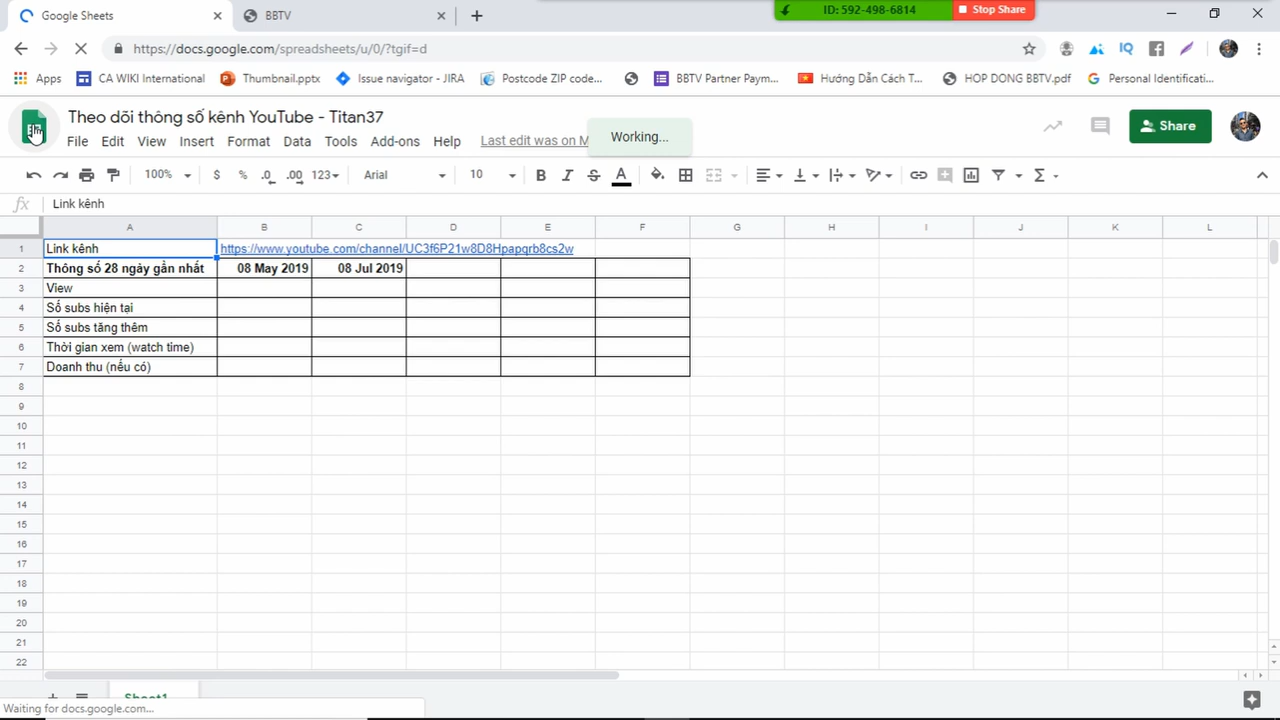 ID: 592-498-6814 Stop Share
Google Sheets BBTV
https://docs.google.com/spreadsheets/u/0/?tgif=d
Apps CA WIKI International Thumbnail.pptx Issue navigator - JIRA Postcode ZIP code... BBTV Partner Paym... Hướng Dẫn Cách T... HOP DONG BBTV.pdf Personal Identificati...
Theo dõi thông số kênh YouTube - Titan37
File Edit View Insert Format Data Tools Add-ons Help Last edit was on M
Working...
Share
100% $ % .0 .00 123 Arial 10 B I S A
fx Link kênh
A B C D E F G H I J K L
1 Link kênh https://www.youtube.com/channel/UC3f6P21w8D8Hpapqrb8cs2w
2 Thông số 28 ngày gần nhất 08 May 2019 08 Jul 2019
3 View
4 Số subs hiện tại
5 Số subs tăng thêm
6 Thời gian xem (watch time)
7 Doanh thu (nếu có)
8
9
10
11
12
13
14
15
16
17
18
19
20
21
22
Sheet1
Waiting for docs.google.com...